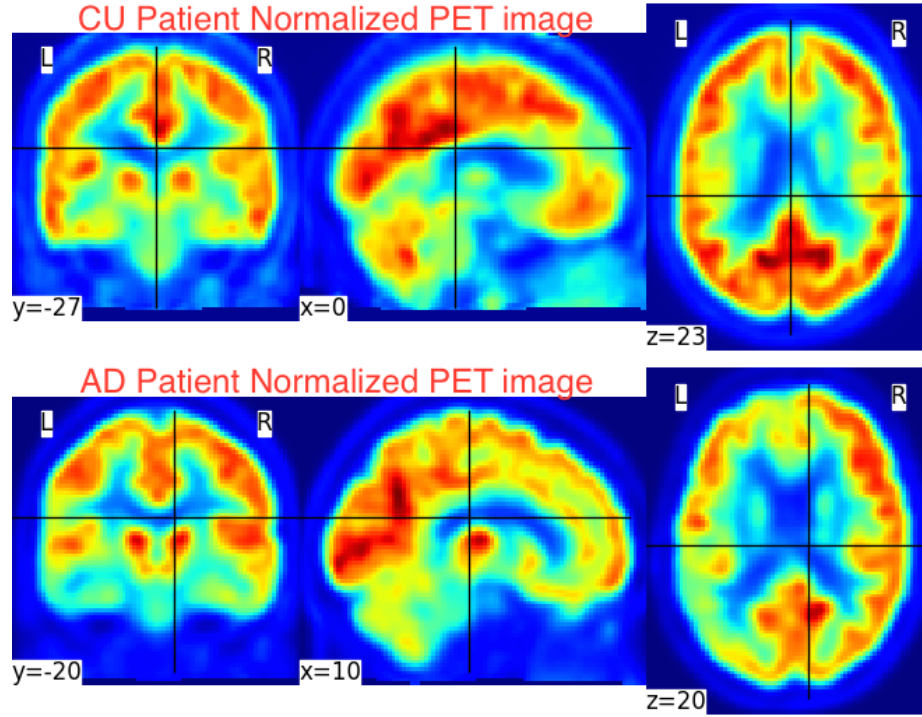 CU Patient Normalized PET image
L R
L R
y=-27
x=0
z=23
AD Patient Normalized PET image
L R
L R
y=-20
x=10
z=20